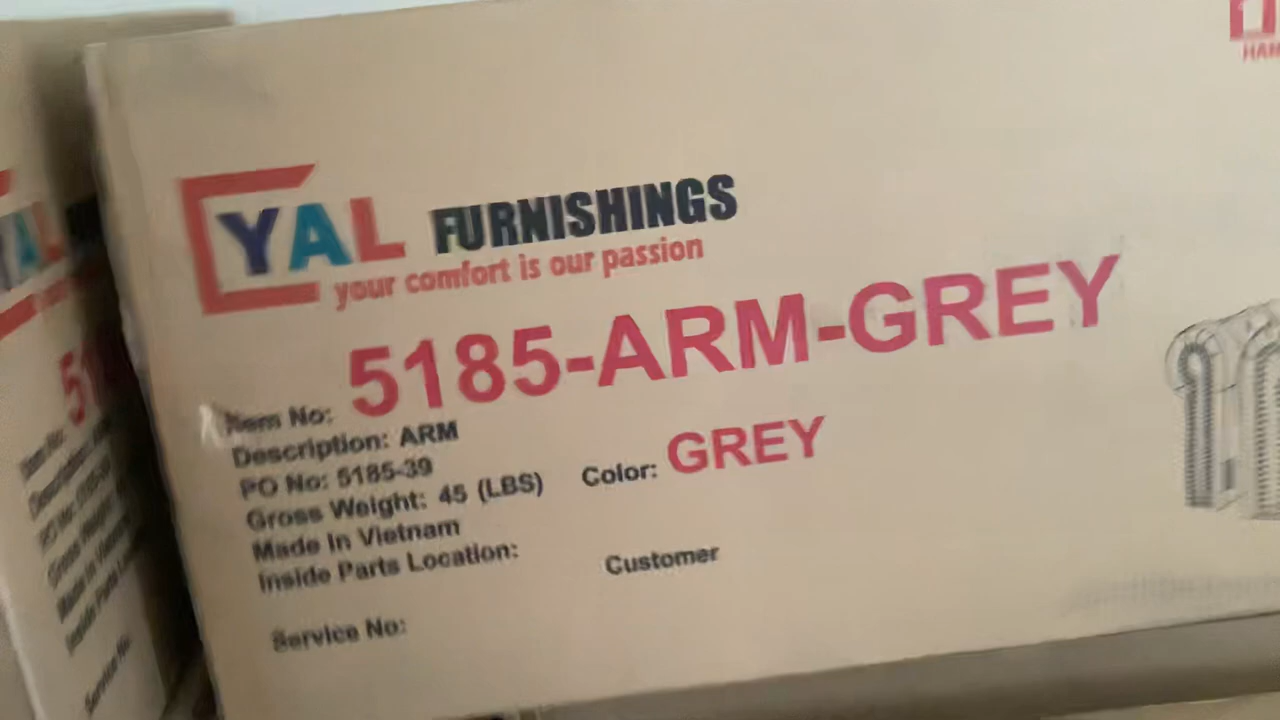 YAL FURNISHINGS
your comfort is our passion
Item No: 5185-ARM-GREY
Description: ARM
PO No: 5185-39
Gross Weight: 45 (LBS) Color: GREY
Made In Vietnam
Inside Parts Location: Customer
Service No:
YAL